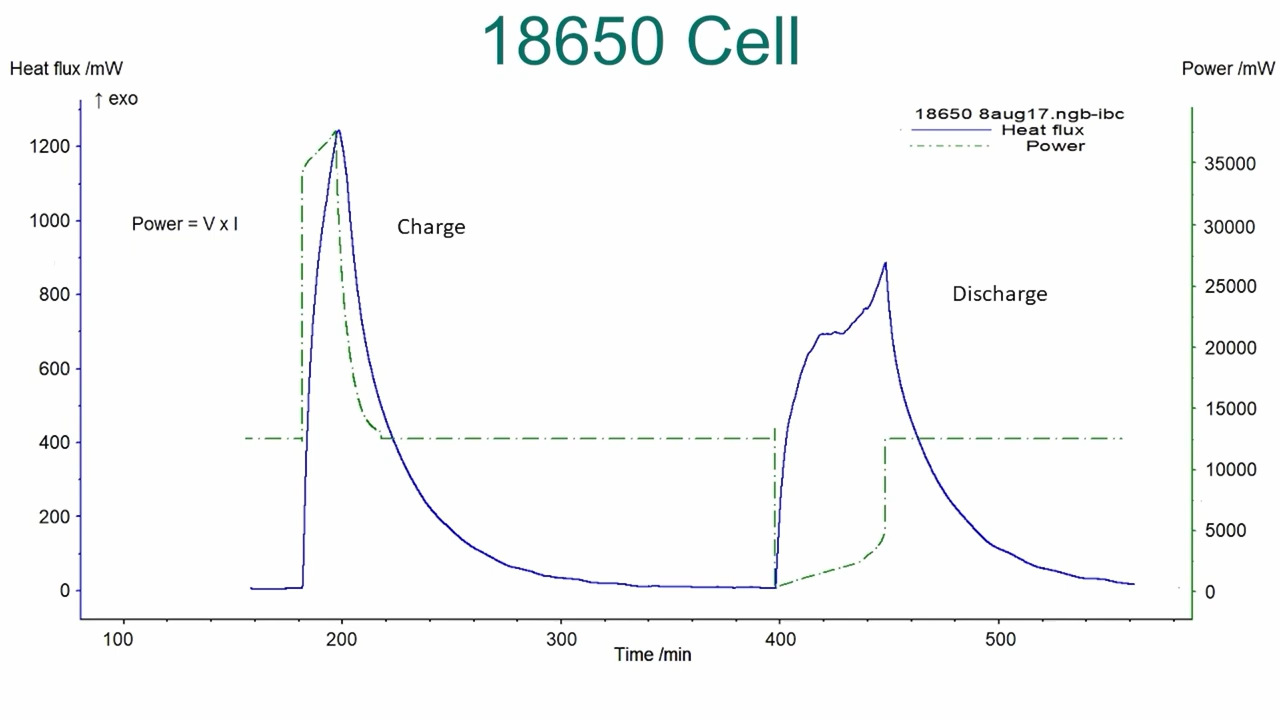 18650 Cell
Heat flux /mW
Power /mW
↑ exo
18650 8aug17.ngb-ibc
Heat flux
Power
1200
1000
800
600
400
200
0
35000
30000
25000
20000
15000
10000
5000
0
Power = V x I
Charge
Discharge
100
200
300
400
500
Time /min